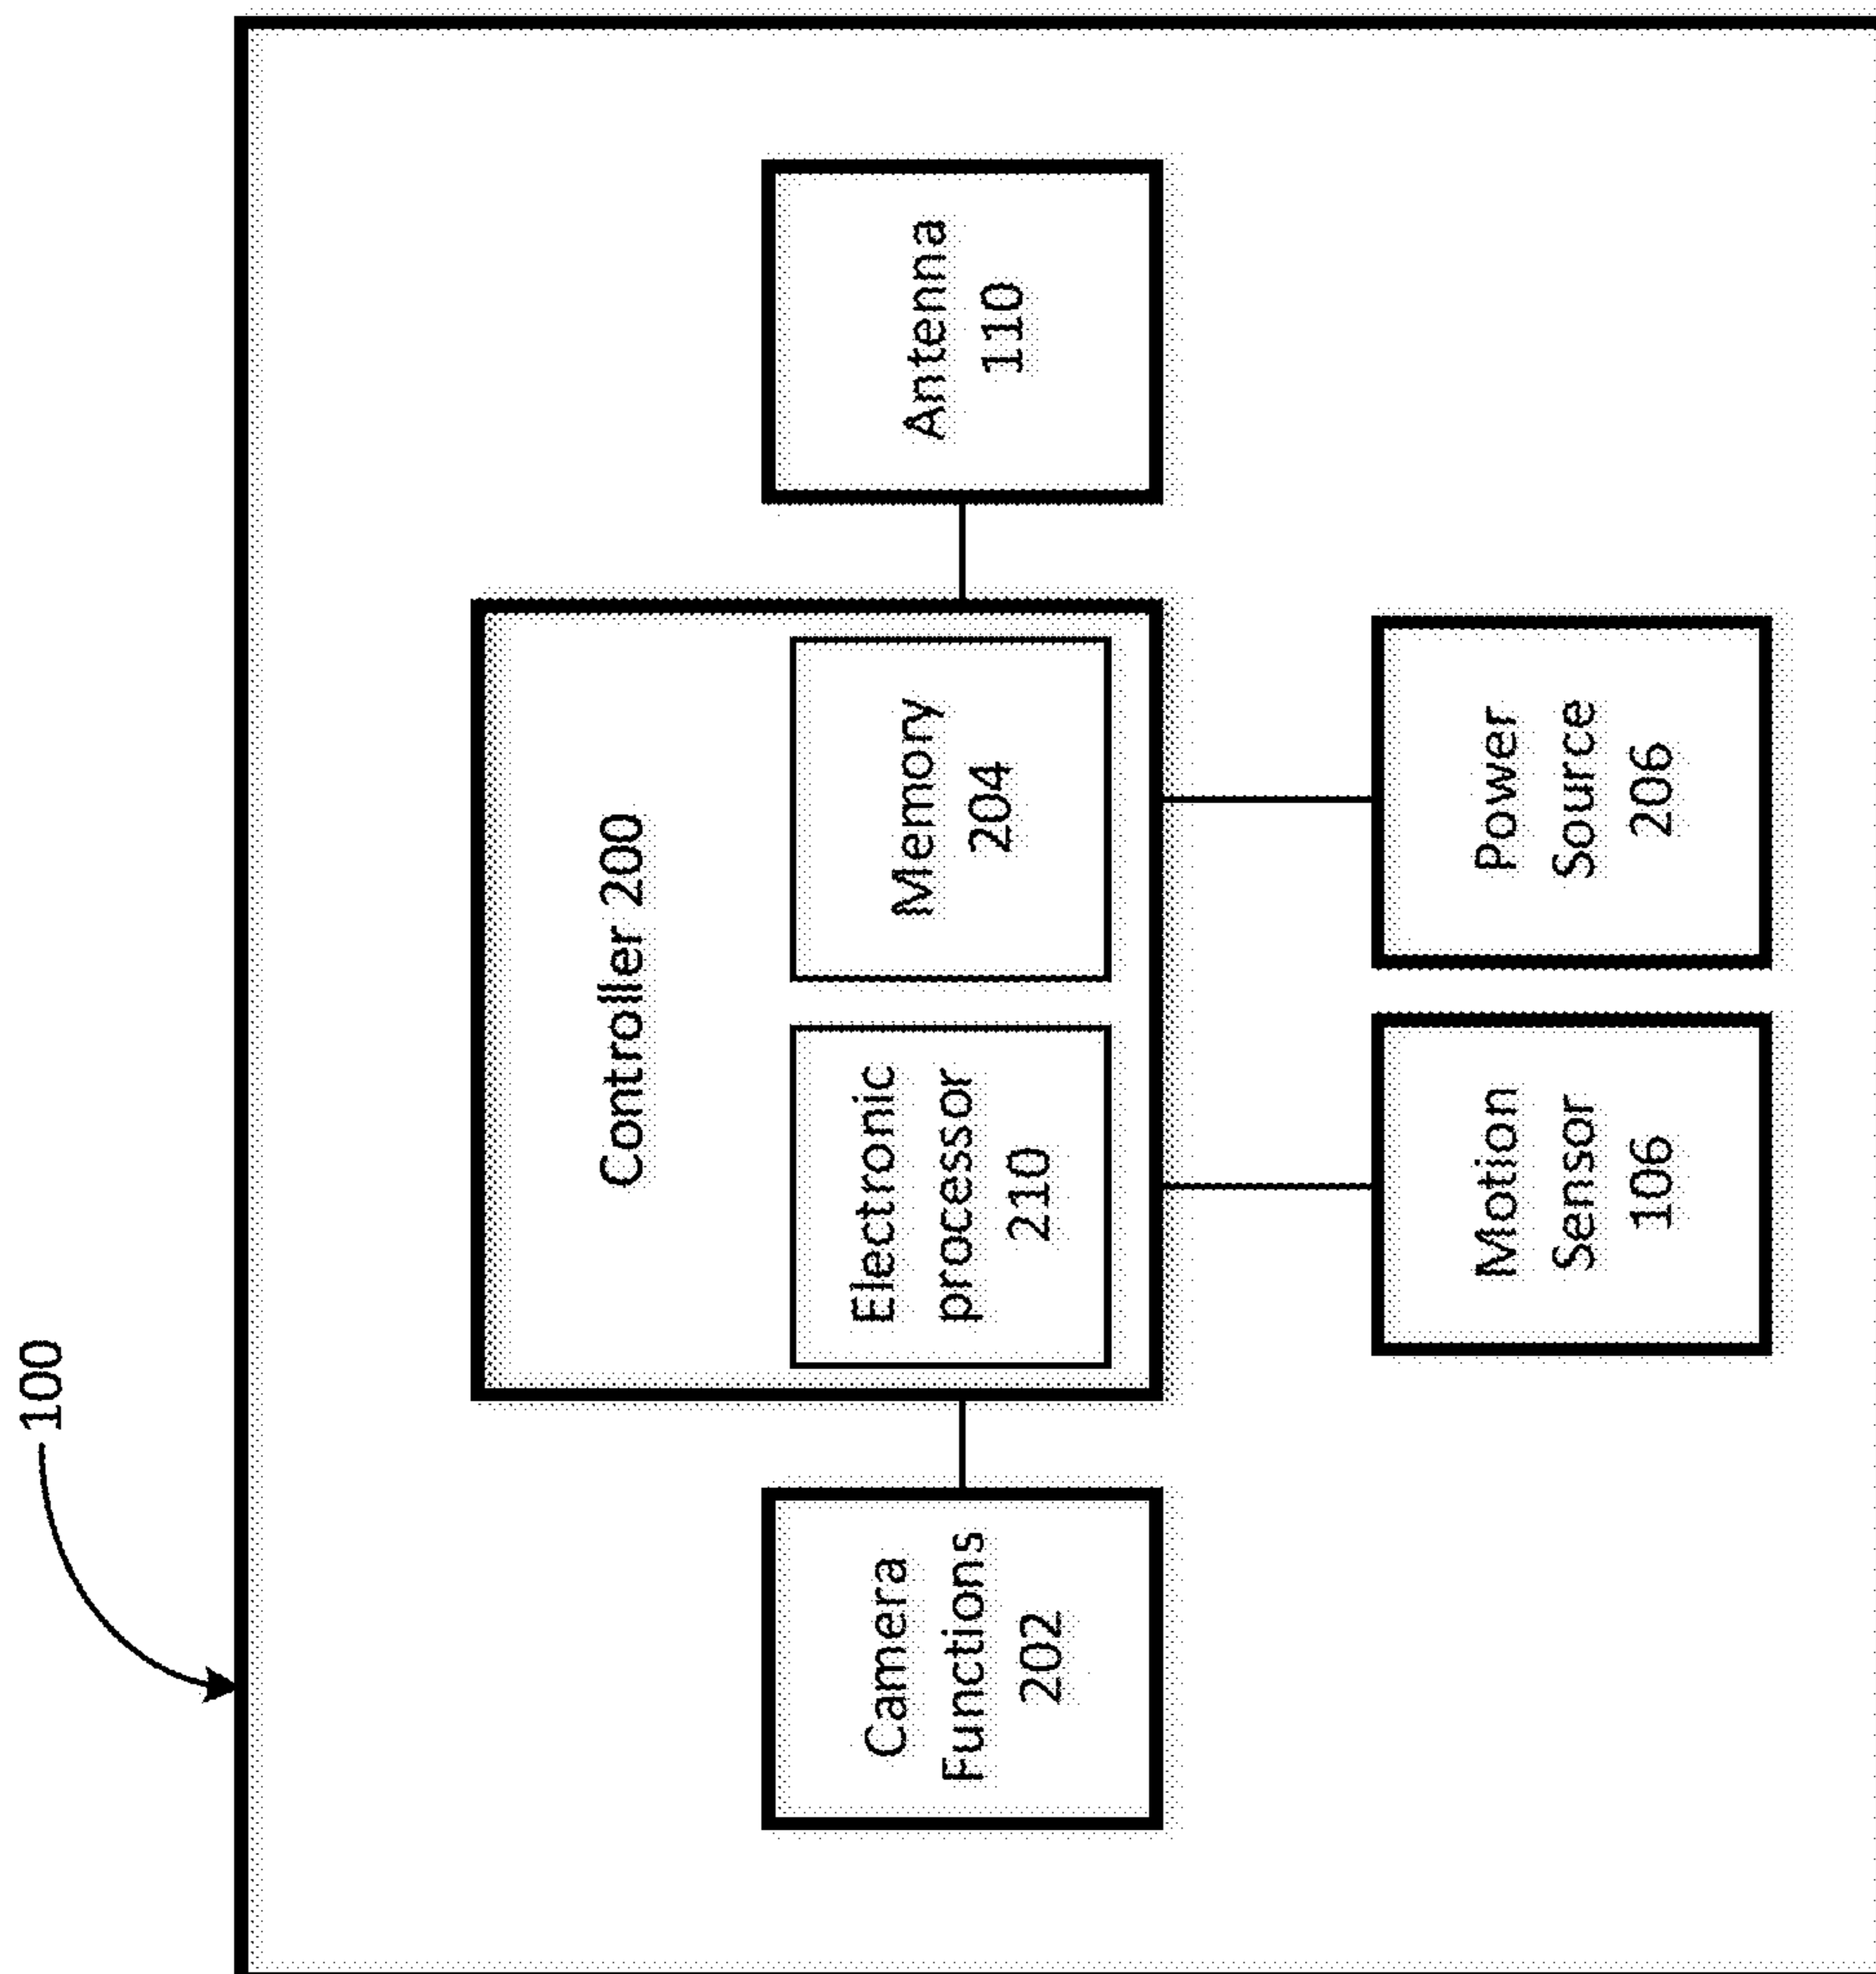 100
Controller 200
Camera
Functions
202
Electronic
processor
210
Memory
204
Antenna
110
Motion
Sensor
106
Power
Source
206